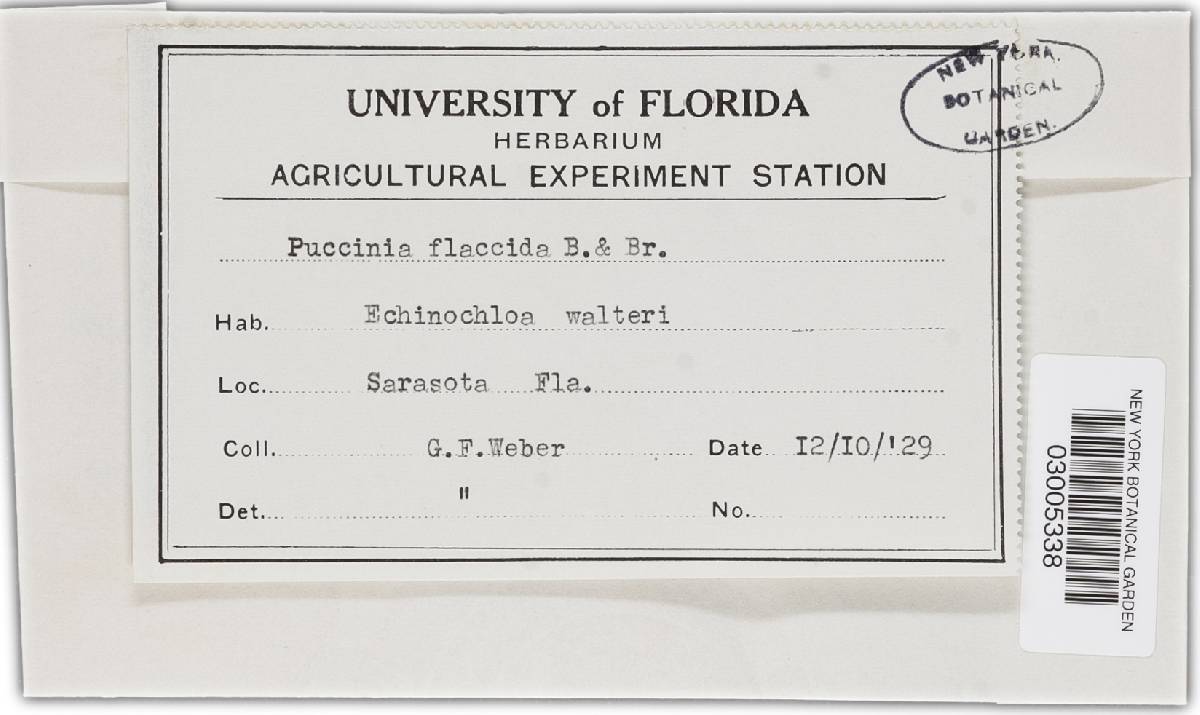 UNIVERSITY of FLORIDA
HERBARIUM
AGRICULTURAL EXPERIMENT STATION
Puccinia flaccida B.& Br.
Hab. Echinochloa walteri
Loc. Sarasota Fla.
Coll. G.F.Weber Date I2/I0/'29
Det. " No.
NEW YORK
BOTANICAL
GARDEN.
NEW YORK BOTANICAL GARDEN
03005338